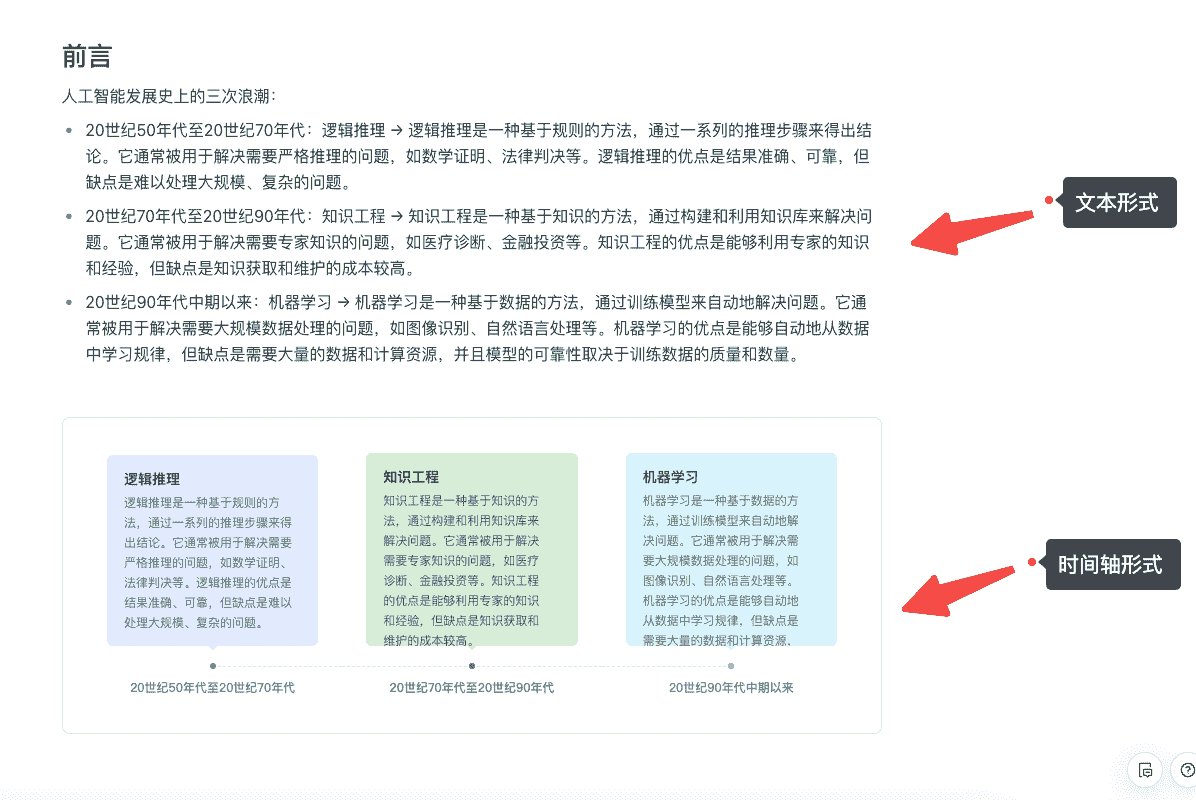 前言
人工智能发展史上的三次浪潮：
20世纪50年代至20世纪70年代：逻辑推理 → 逻辑推理是一种基于规则的方法，通过一系列的推理步骤来得出结
论。它通常被用于解决需要严格推理的问题，如数学证明、法律判决等。逻辑推理的优点是结果准确、可靠，但
缺点是难以处理大规模、复杂的问题。
20世纪70年代至20世纪90年代：知识工程 → 知识工程是一种基于知识的方法，通过构建和利用知识库来解决问
题。它通常被用于解决需要专家知识的问题，如医疗诊断、金融投资等。知识工程的优点是能够利用专家的知识
和经验，但缺点是知识获取和维护的成本较高。
20世纪90年代中期以来：机器学习 → 机器学习是一种基于数据的方法，通过训练模型来自动地解决问题。它通
常被用于解决需要大规模数据处理的问题，如图像识别、自然语言处理等。机器学习的优点是能够自动地从数据
中学习规律，但缺点是需要大量的数据和计算资源，并且模型的可靠性取决于训练数据的质量和数量。
文本形式
逻辑推理
逻辑推理是一种基于规则的方
法，通过一系列的推理步骤来得
出结论。它通常被用于解决需要
严格推理的问题，如数学证明、
法律判决等。逻辑推理的优点是
结果准确、可靠，但缺点是难以
处理大规模、复杂的问题。
20世纪50年代至20世纪70年代
知识工程
知识工程是一种基于知识的方
法，通过构建和利用知识库来
解决问题。它通常被用于解决
需要专家知识的问题，如医疗
诊断、金融投资等。知识工程
的优点是能够利用专家的知识
和经验，但缺点是知识获取和
维护的成本较高。
20世纪70年代至20世纪90年代
机器学习
机器学习是一种基于数据的方
法，通过训练模型来自动地解
决问题。它通常被用于解决需
要大规模数据处理的问题，如
图像识别、自然语言处理等。
机器学习的优点是能够自动地
从数据中学习规律，但缺点是
需要大量的数据和计算资源，
20世纪90年代中期以来
时间轴形式